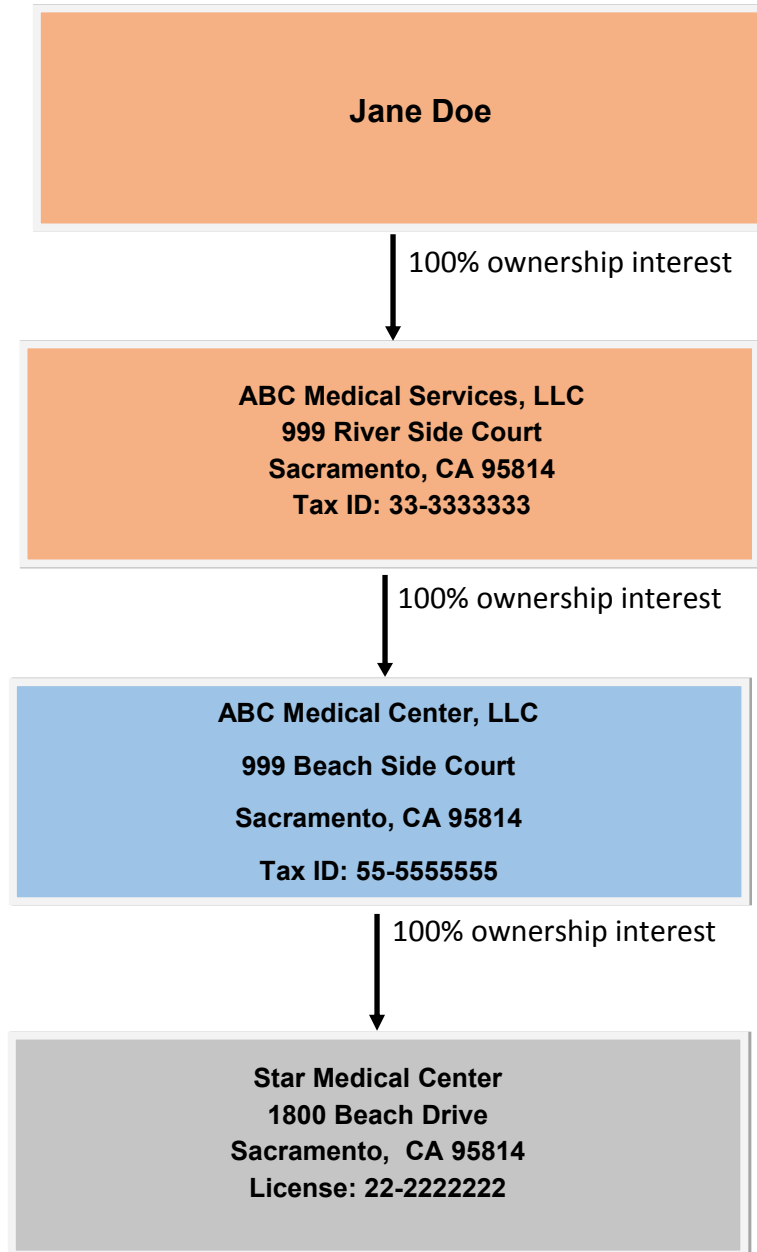 Jane Doe
100% ownership interest
ABC Medical Services, LLC
999 River Side Court
Sacramento, CA 95814
Tax ID: 33-3333333
100% ownership interest
ABC Medical Center, LLC
999 Beach Side Court
Sacramento, CA 95814
Tax ID: 55-5555555
100% ownership interest
Star Medical Center
1800 Beach Drive
Sacramento, CA 95814
License: 22-2222222